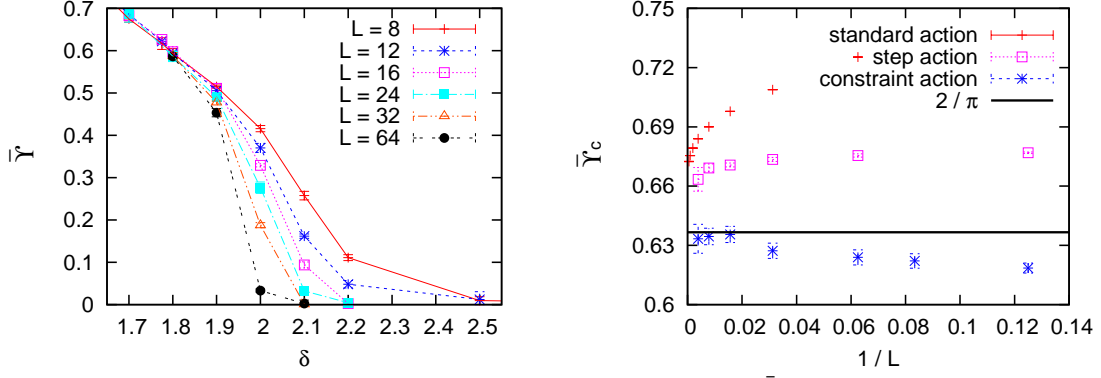 0.7
0.6
0.5
0.4
0.3
0.2
0.1
0
1.7 1.8 1.9 2 2.1 2.2 2.3 2.4 2.5
δ
ϒ̄
L = 8
L = 12
L = 16
L = 24
L = 32
L = 64
0.75
0.72
0.69
0.66
0.63
0.6
0 0.02 0.04 0.06 0.08 0.1 0.12 0.14
1 / L
ϒ̄c
standard action
step action
constraint action
2 / π